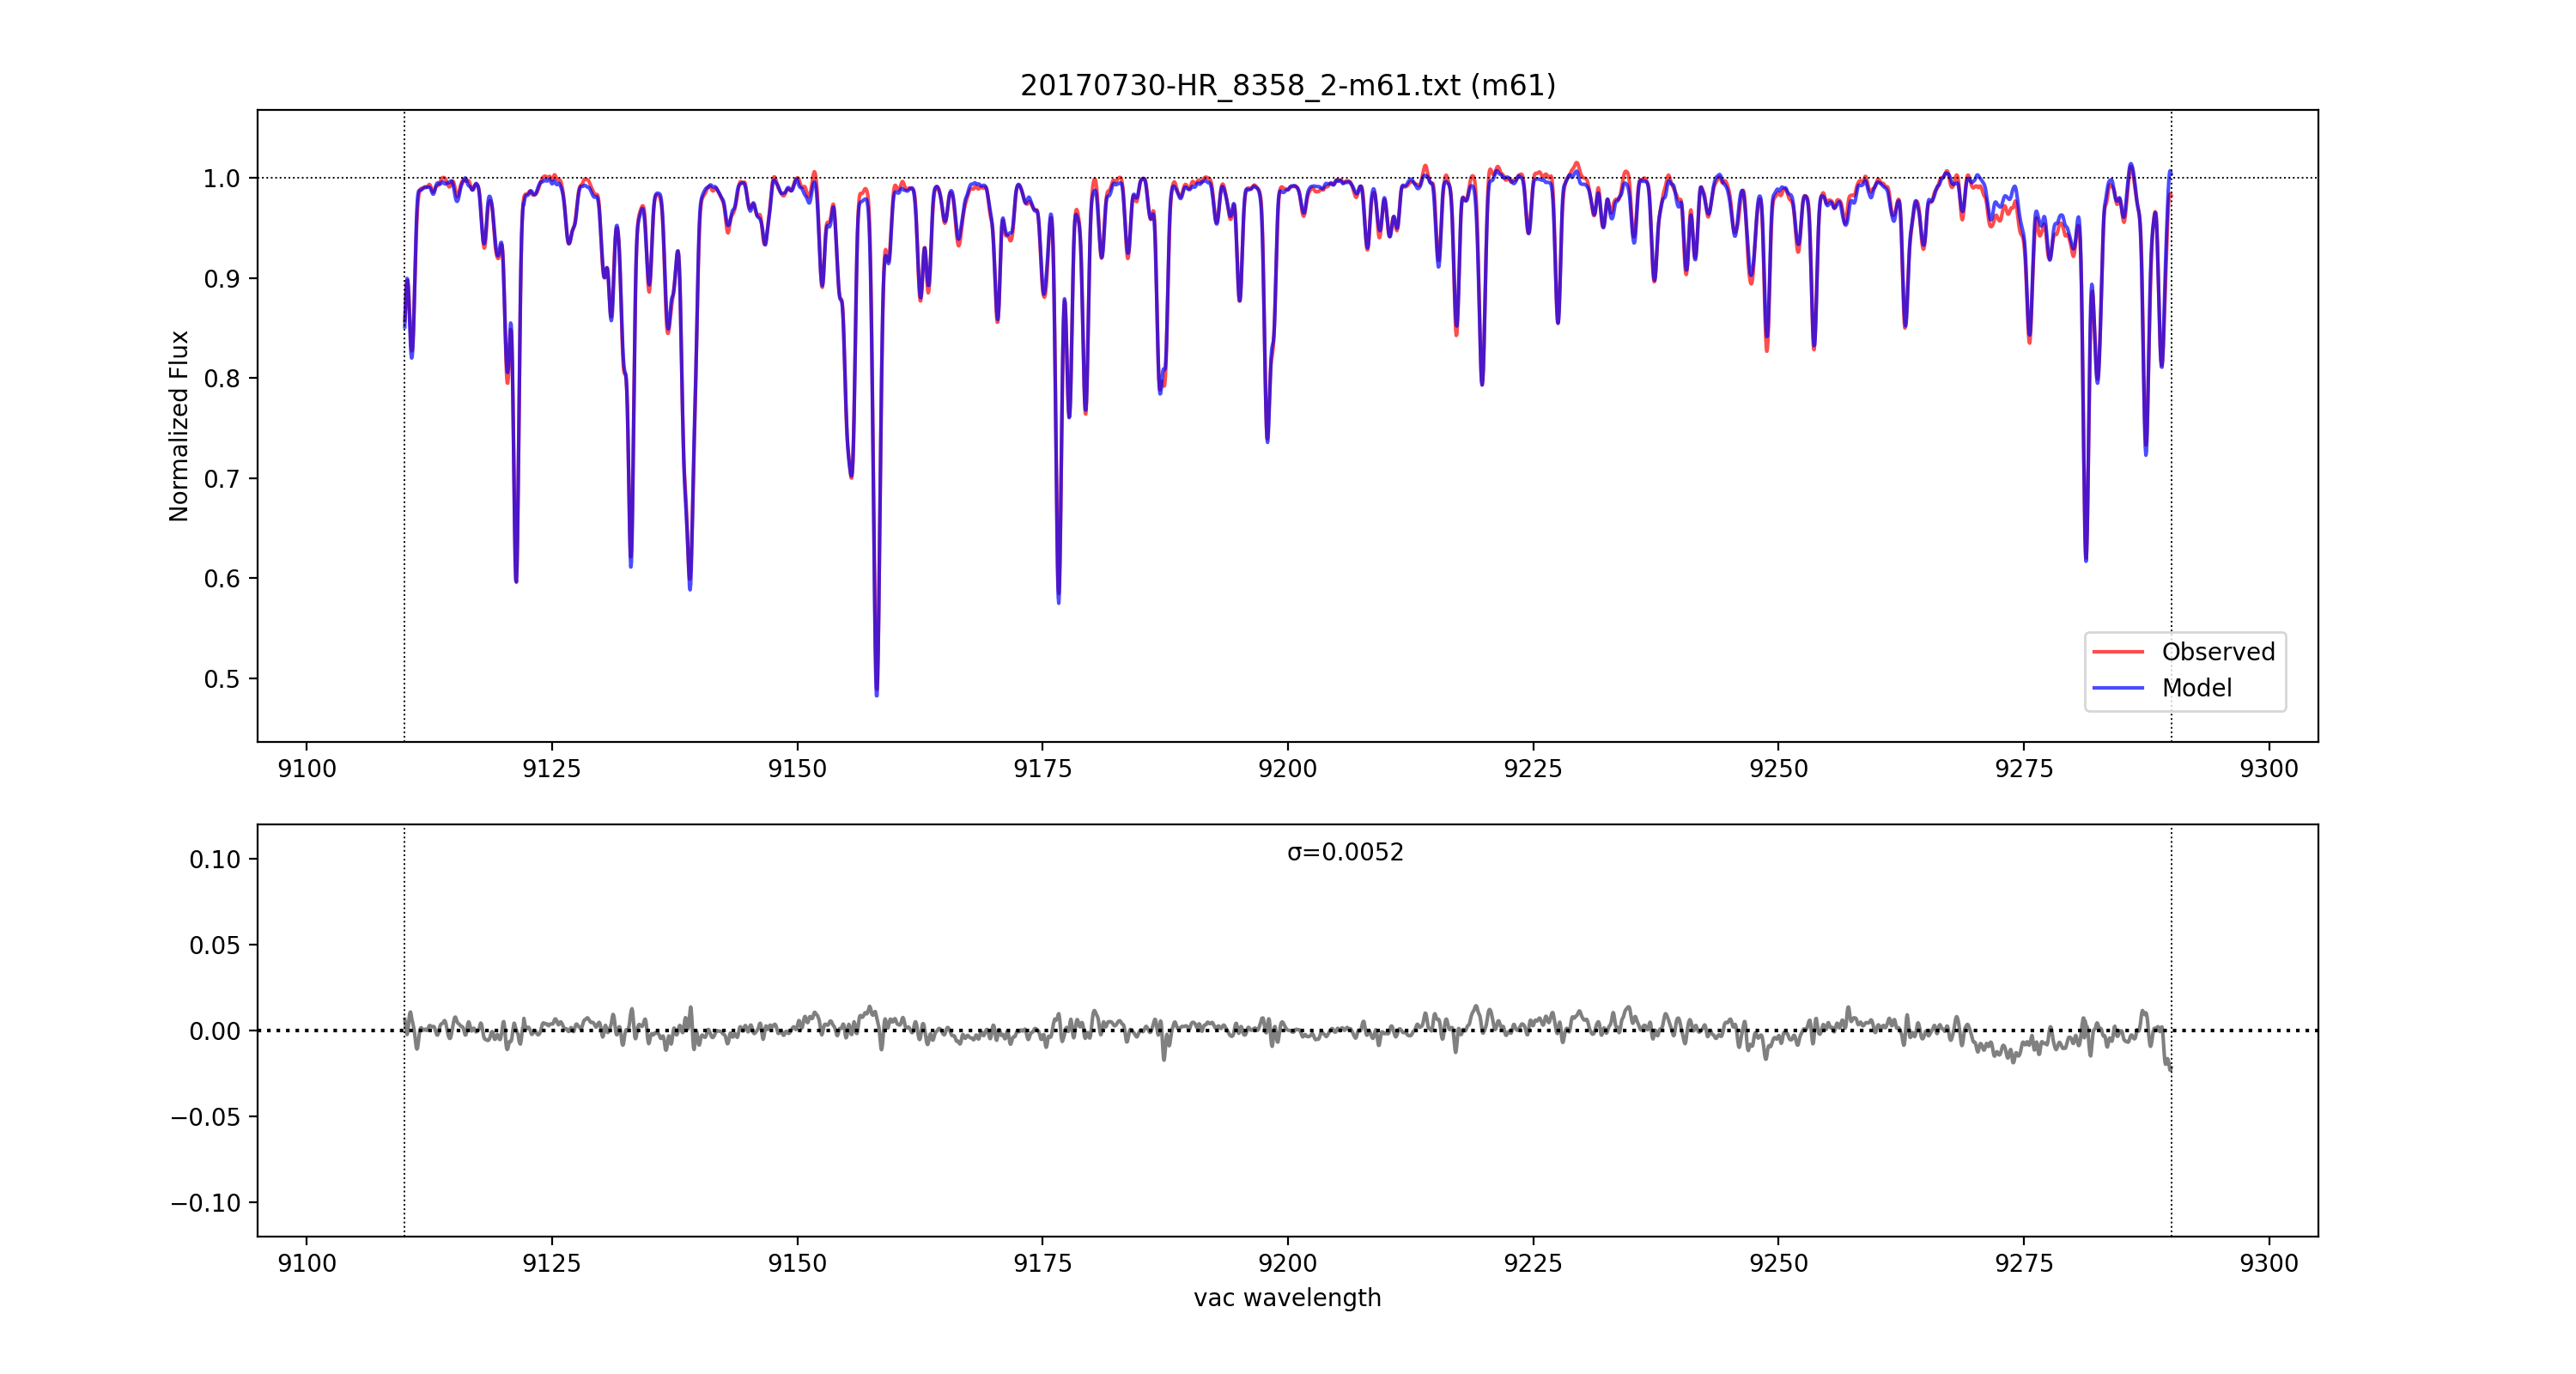 20170730-HR_8358_2-m61.txt (m61)
Normalized Flux
1.0
0.9
0.8
0.7
0.6
0.5
Observed
Model
9100 9125 9150 9175 9200 9225 9250 9275 9300
σ=0.0052
0.10
0.05
0.00
−0.05
−0.10
9100 9125 9150 9175 9200 9225 9250 9275 9300
vac wavelength